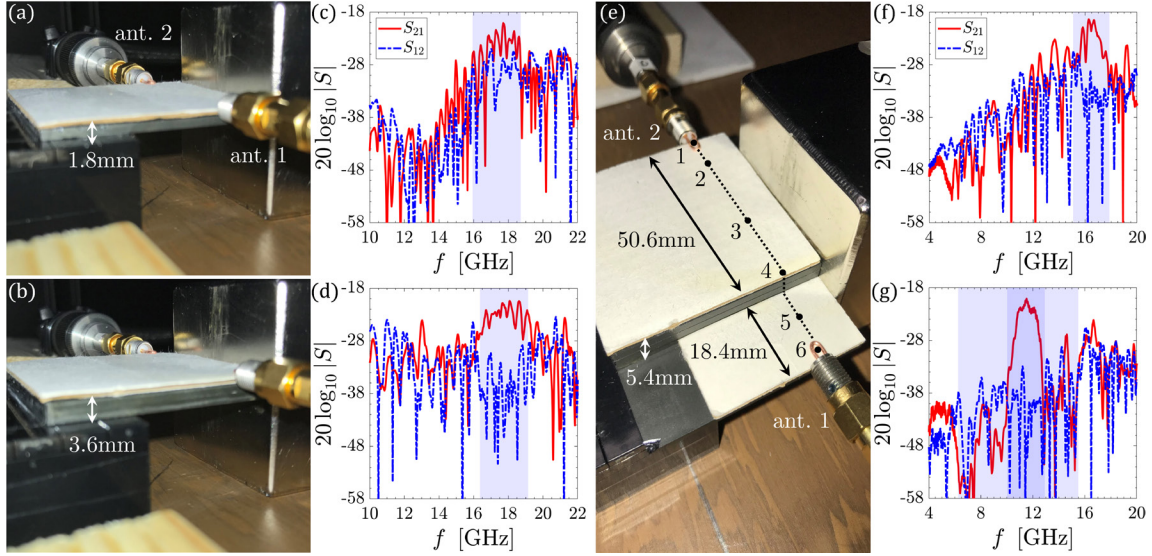 (a)
ant. 2
1.8mm
ant. 1
(b)
3.6mm
(c)
S21
S12
20 log10 |S|
-18
-28
-38
-48
-58
10 12 14 16 18 20 22
f [GHz]
(d)
20 log10 |S|
-18
-28
-38
-48
-58
10 12 14 16 18 20 22
f [GHz]
(e)
ant. 2
1
2
3
4
5
6
50.6mm
18.4mm
5.4mm
ant. 1
(f)
S21
S12
20 log10 |S|
-18
-28
-38
-48
-58
4 8 12 16 20
f [GHz]
(g)
20 log10 |S|
-18
-28
-38
-48
-58
4 8 12 16 20
f [GHz]